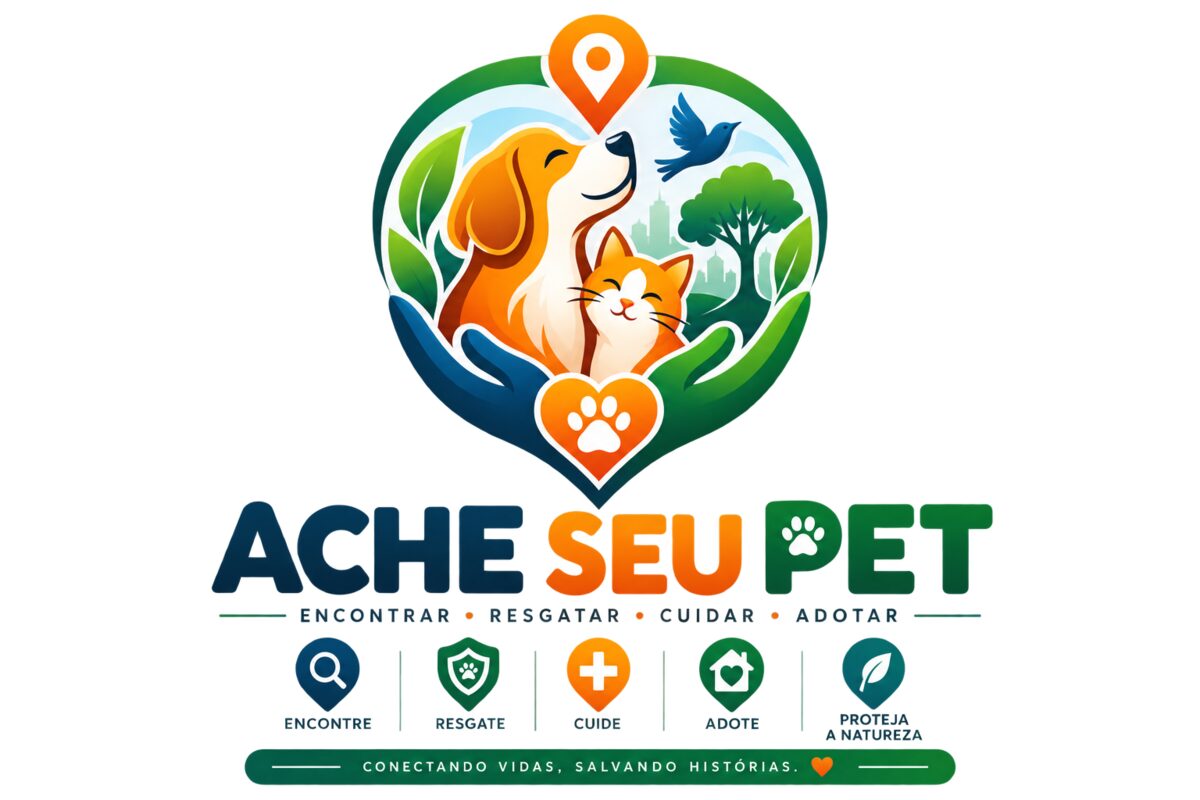 ACHE SEU PET
ENCONTRAR • RESGATAR • CUIDAR • ADOTAR
ENCONTRE
RESGATE
CUIDE
ADOTE
PROTEJA
A NATUREZA
CONECTANDO VIDAS, SALVANDO HISTÓRIAS.